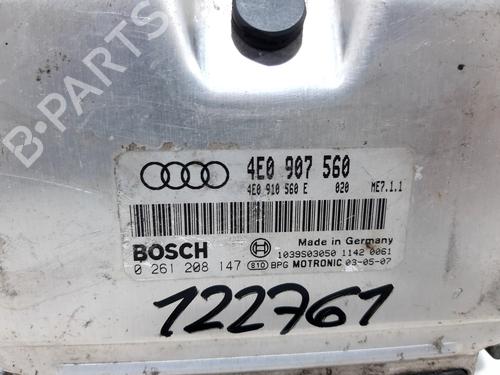 B-PARTS
4E0 907 560
4E0 910 560 E 020 ME7.1.1
BOSCH
Made in Germany
1039S03050 1142 0061
0 261 208 147 810 BPG MOTRONIC 03-05-07
122761